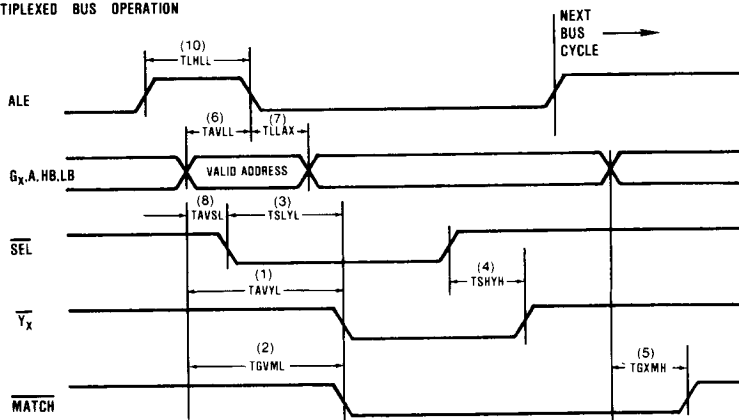 TIPLEXED BUS OPERATION
NEXT
BUS
CYCLE
(10)
TLHLL
ALE
(6) (7)
TAVLL TLLAX
GX,A,HB,LB
VALID ADDRESS
(8) (3)
TAVSL TSLYL
SEL
(1)
TAVYL
(4)
TSHYH
YX
(2)
TGVML
(5)
TGXMH
MATCH